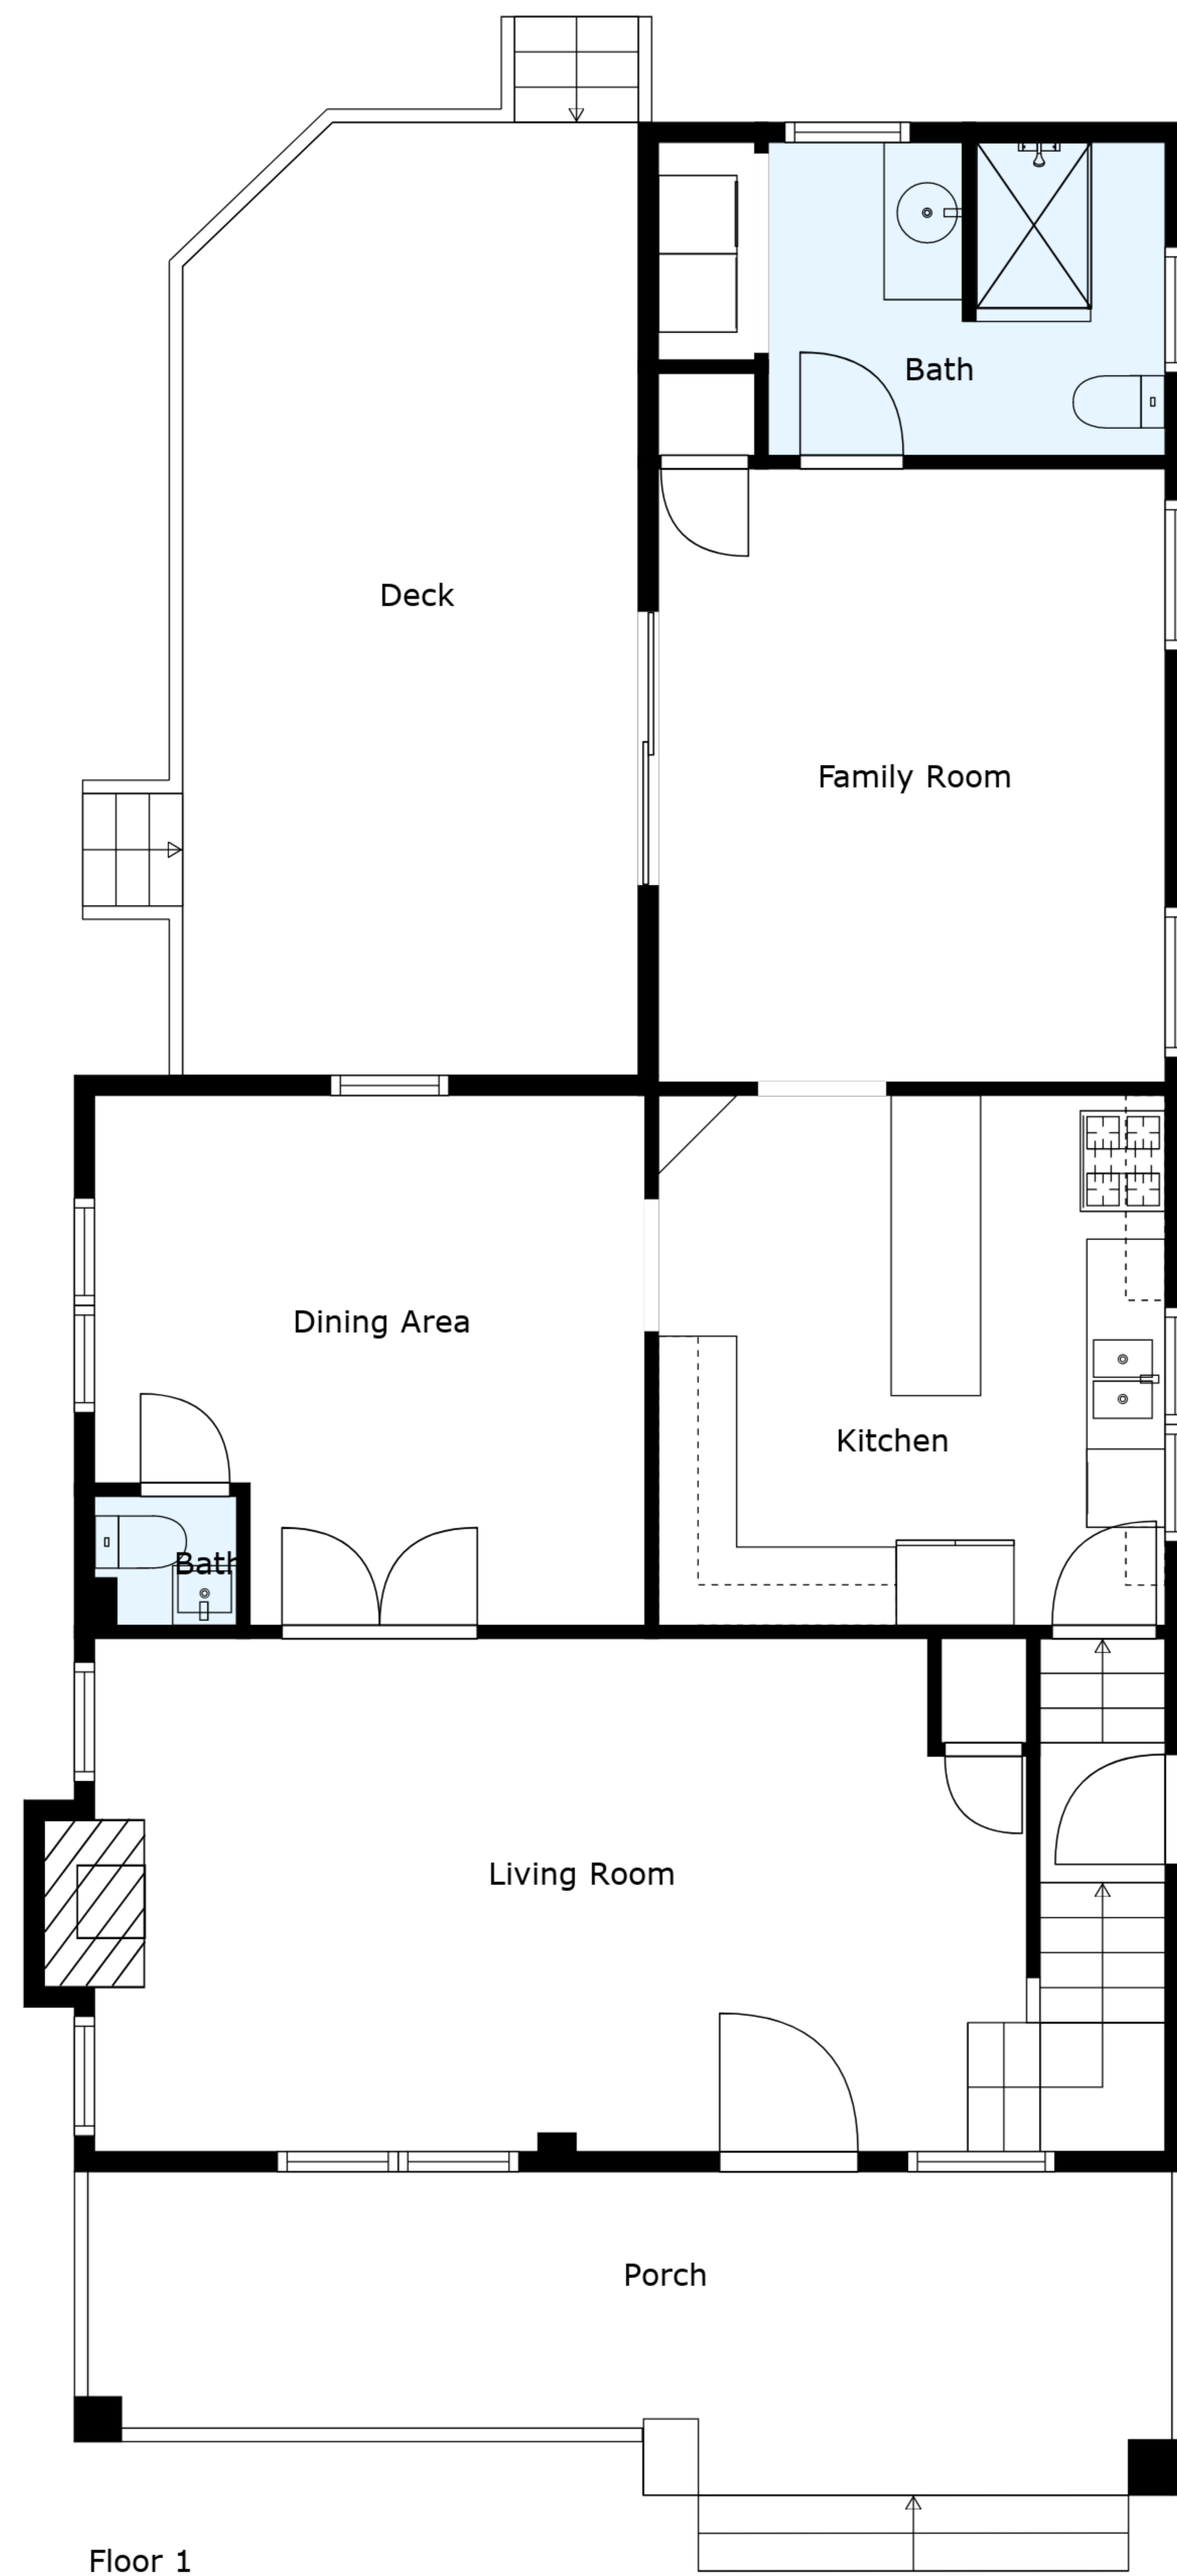 Bath
Deck
Family Room
Dining Area
Kitchen
Bath
Living Room
Porch
Floor 1